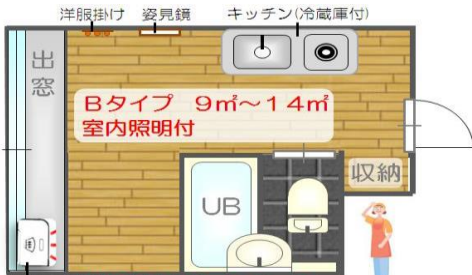 洋服掛け 姿見鏡 キッチン(冷蔵庫付)
出窓
Bタイプ 9㎡~14㎡
室内照明付
収納
UB